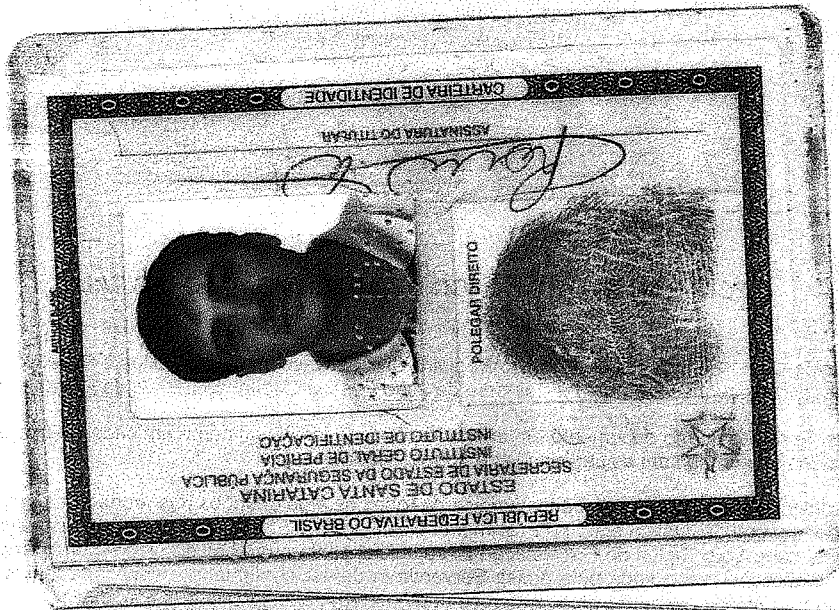 REPÚBLICA FEDERATIVA DO BRASIL
ESTADO DE SANTA CATARINA
SECRETARIA DE ESTADO DA SEGURANÇA PÚBLICA
INSTITUTO GERAL DE PERÍCIA
INSTITUTO DE IDENTIFICAÇÃO
POLEGAR DIREITO
ASSINATURA DO TITULAR
CARTEIRA DE IDENTIDADE